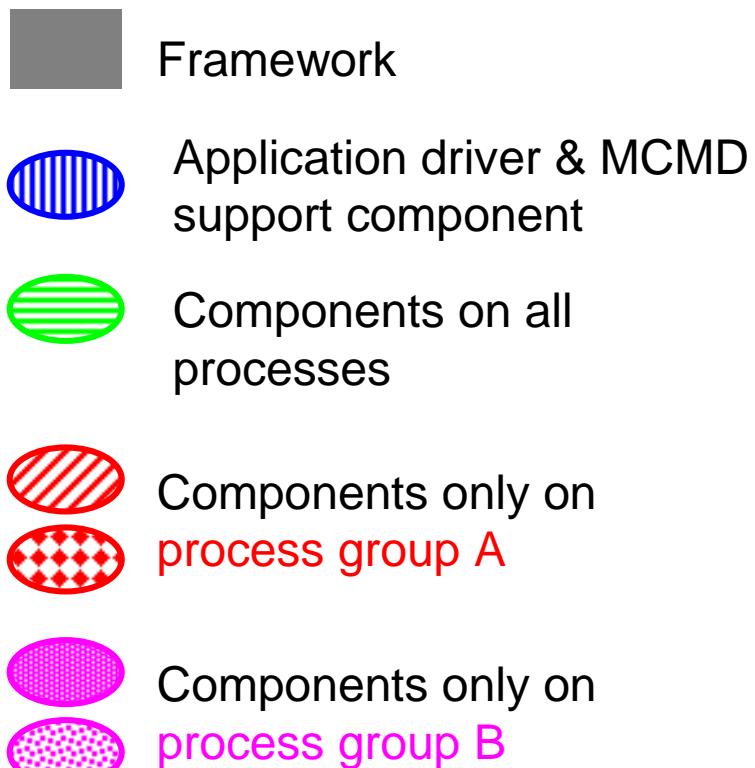 Framework
Application driver & MCMD
support component
Components on all
processes
Components only on
process group A
Components only on
process group B